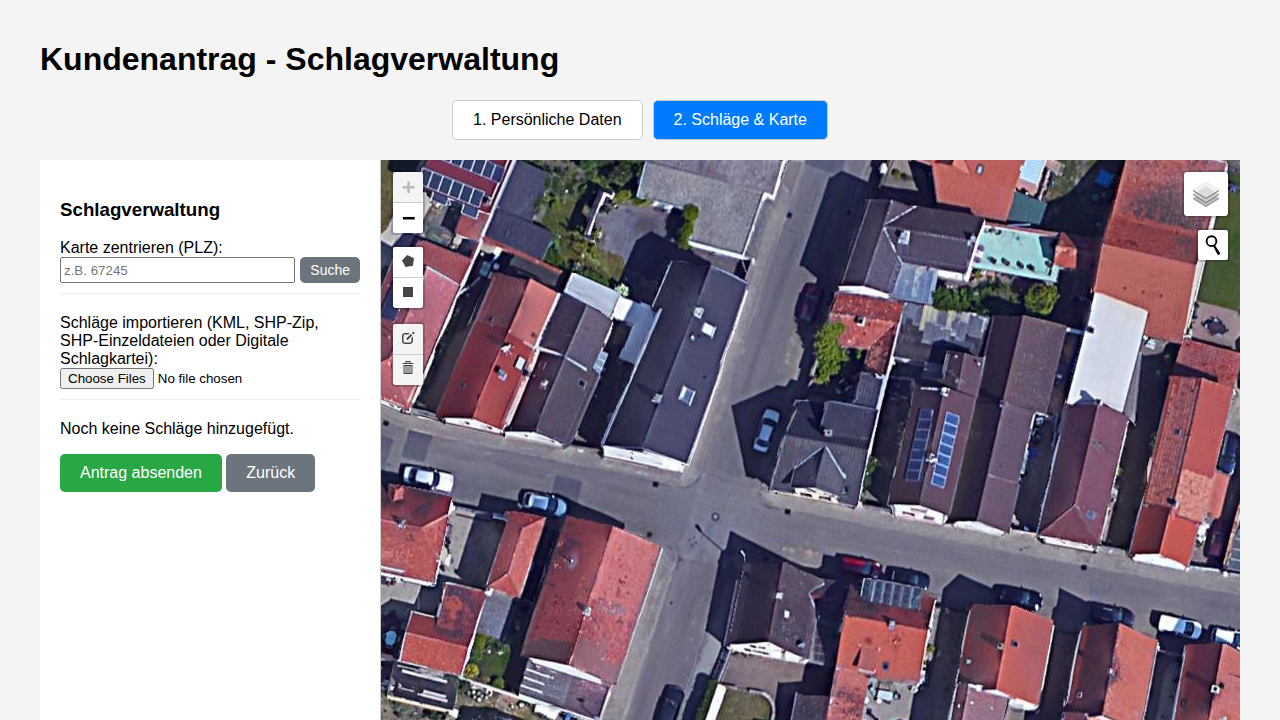 Kundenantrag - Schlagverwaltung
1. Persönliche Daten
2. Schläge & Karte
Schlagverwaltung
Karte zentrieren (PLZ):
z.B. 67245
Suche
Schläge importieren (KML, SHP-Zip,
SHP-Einzeldateien oder Digitale
Schlagkartei):
Choose Files No file chosen
Noch keine Schläge hinzugefügt.
Antrag absenden
Zurück
+
−